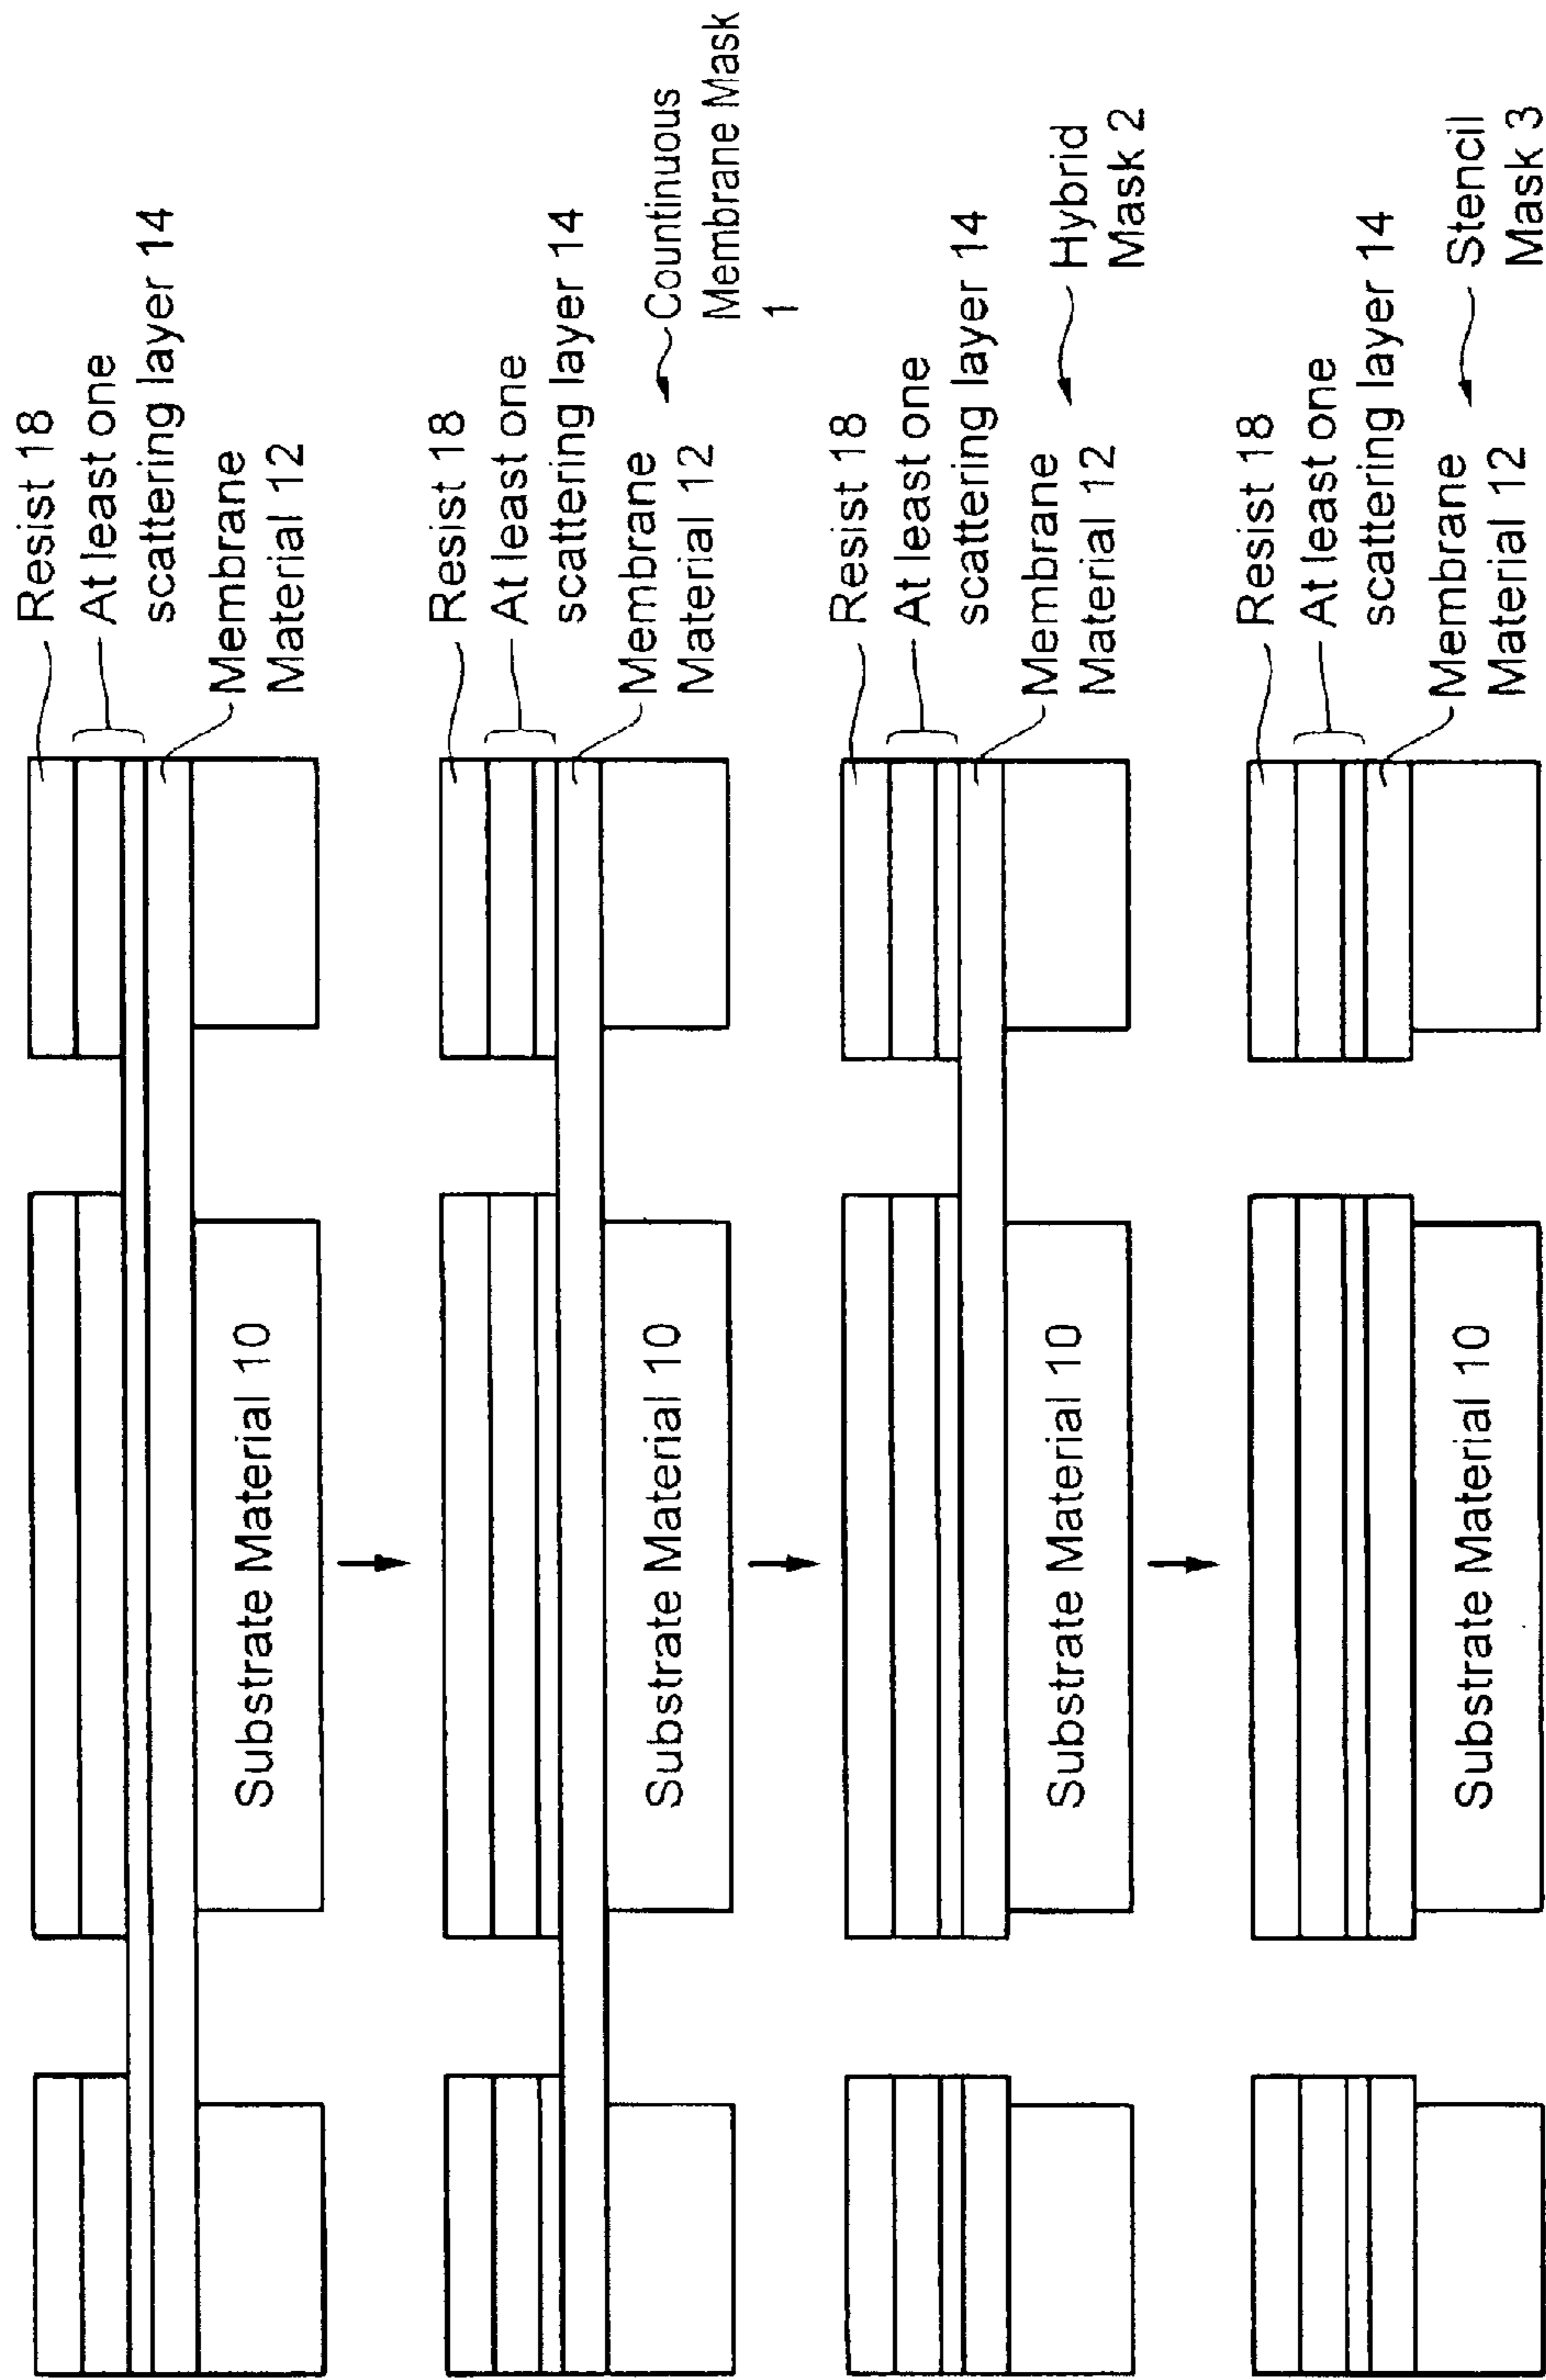 Resist 18
At least one
scattering layer 14
Membrane
Material 12
Substrate Material 10
Resist 18
At least one
scattering layer 14
Membrane
Material 12
Countinuous
Membrane Mask
1
Substrate Material 10
Resist 18
At least one
scattering layer 14
Membrane
Material 12
Hybrid
Mask 2
Substrate Material 10
Resist 18
At least one
scattering layer 14
Membrane
Material 12
Stencil
Mask 3
Substrate Material 10